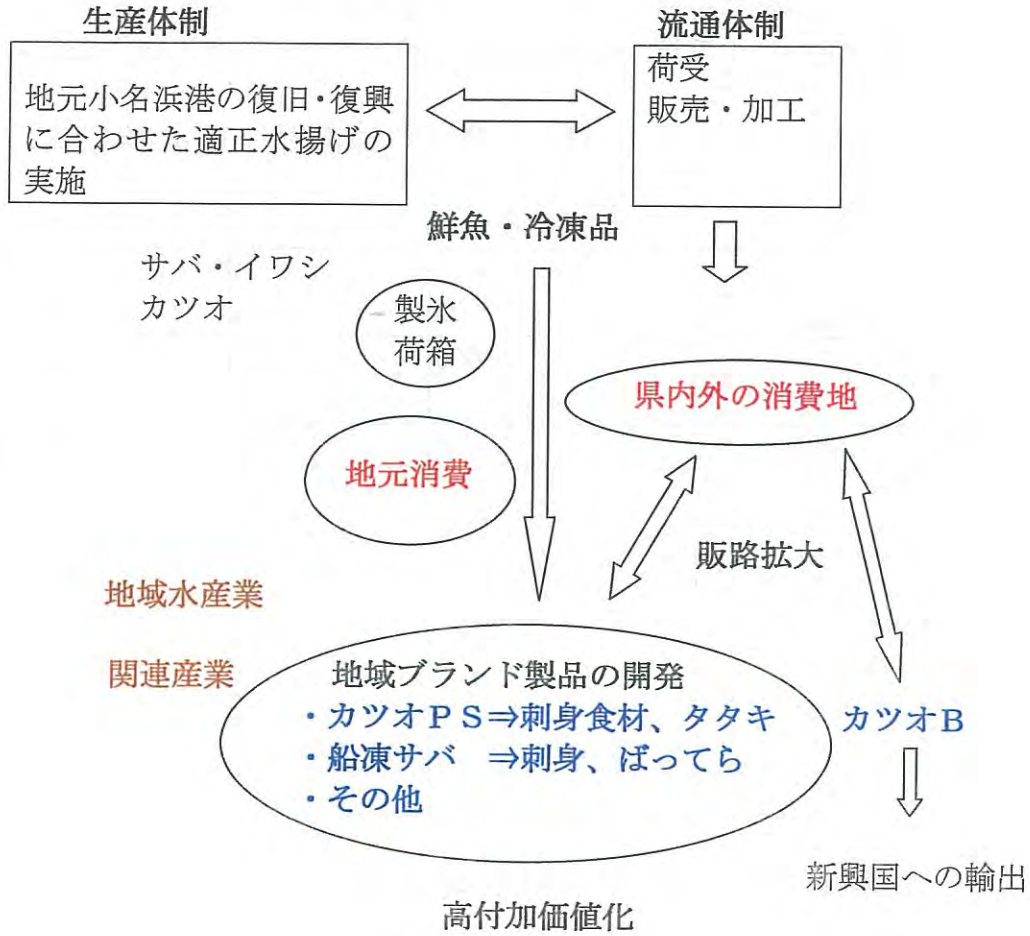 生産体制
流通体制
地元小名浜港の復旧・復興
に合わせた適正水揚げの
実施
荷受
販売・加工
鮮魚・冷凍品
サバ・イワシ
カツオ
製氷
荷箱
県内外の消費地
地元消費
販路拡大
地域水産業
関連産業
地域ブランド製品の開発
・カツオＰＳ⇒刺身食材、タタキ
・船凍サバ　⇒刺身、ばってら
・その他
カツオＢ
新興国への輸出
高付加価値化